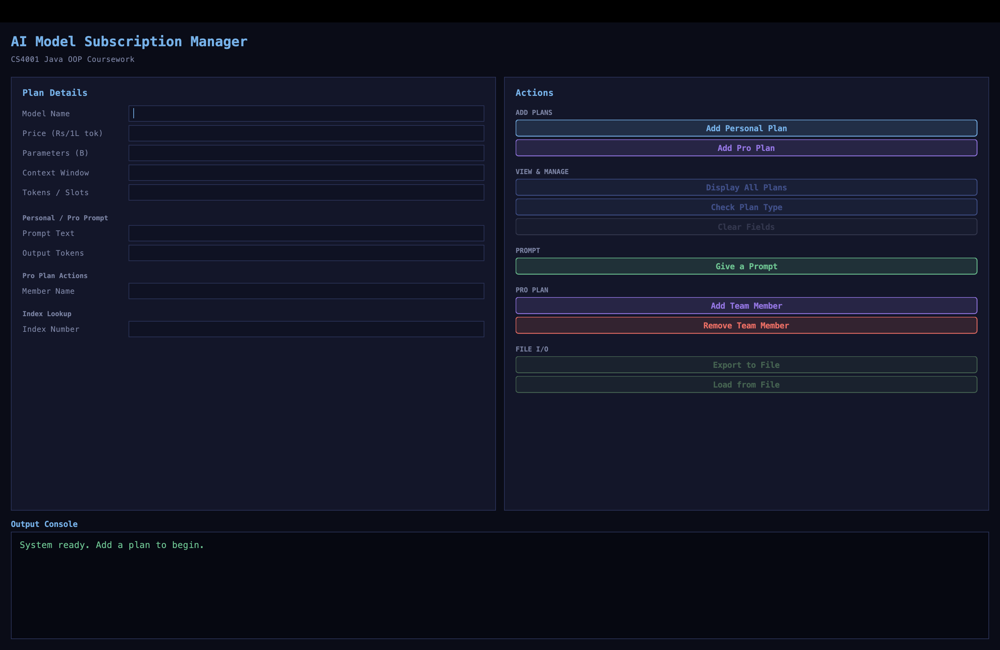 AI Model Subscription Manager
CS4001 Java OOP Coursework
Plan Details
Model Name
Price (Rs/1L tok)
Parameters (B)
Context Window
Tokens / Slots
Personal / Pro Prompt
Prompt Text
Output Tokens
Pro Plan Actions
Member Name
Index Lookup
Index Number
Actions
ADD PLANS
Add Personal Plan
Add Pro Plan
VIEW & MANAGE
Display All Plans
Check Plan Type
Clear Fields
PROMPT
Give a Prompt
PRO PLAN
Add Team Member
Remove Team Member
FILE I/O
Export to File
Load from File
Output Console
System ready. Add a plan to begin.